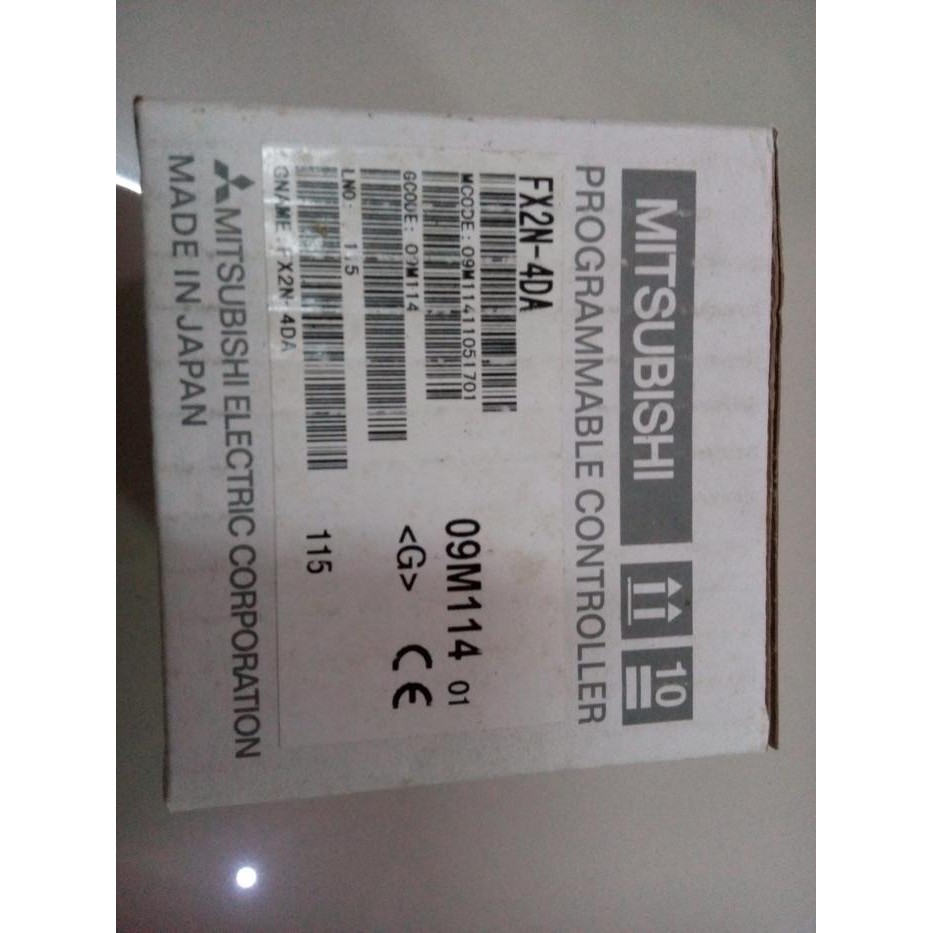 MITSUBISHI
10
PROGRAMMABLE CONTROLLER
FX2N-4DA
MCODE: 09M11411051701
09M114 01
GCODE: 09M114
<G> CE
LNO: 115
115
GNAME: FX2N-4DA
MITSUBISHI ELECTRIC CORPORATION
MADE IN JAPAN